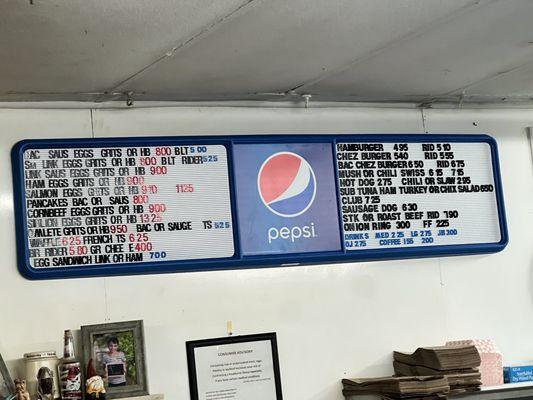 BAC SAUS EGGS GRITS OR HB 800 BLT 500
SM LINK EGGS GRITS OR HB 800 BLT RIDER 525
LINK SAUS EGGS GRITS OR HB 900
HAM EGGS GRITS OR HB 900
SALMON EGGS GRITS OR HB 910 1125
PANCAKES BAC OR SAUS 800
CORNBEEF EGGS GRITS OR HB 900
SIRLION EGGS GRITS OR HB 1325
OMLETE GRITS OR HB 950 BAC OR SAUGE TS 525
WAFFLE 625 FRENCH TS 625
BR RIDER 580 GR CHEE E 400
EGG SANDWICH LINK OR HAM 700
pepsi
HAMBURGER 495 RID 510
CHEZ BURGER 540 RID 555
BAC CHEZ BURGER 650 RID 675
MUSH OR CHILI SWISS 615 715
HOT DOG 275 CHILI OR SLAW 295
SUB TUNA HAM TURKEY OR CHIX SALAD 650
CLUB 725
SAUSAGE DOG 630
STK OR ROAST BEEF RID 790
ONION RING 300 FF 225
DRINKS MED 225 LG 275 JB 300
OJ 275 COFFEE 155 200
CONSUMER ADVISORY